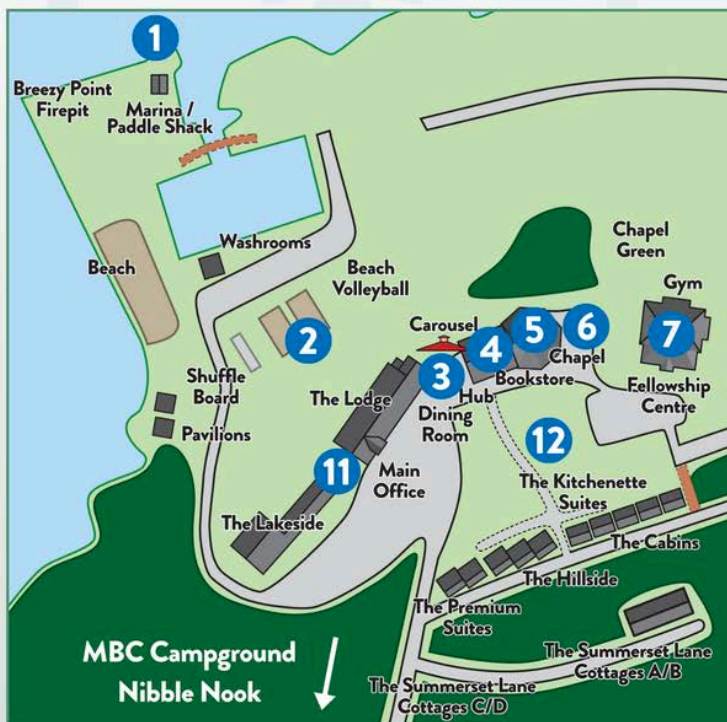 1
Breezy Point
Firepit
Marina /
Paddle Shack
Washrooms
Beach
Beach
Volleyball
2
Chapel
Green
Gym
Carousel
3
4
5
6
7
Chapel
Bookstore
Hub
Dining
Room
Fellowship
Centre
Shuffle
Board
Pavilions
The Lodge
11
Main
Office
12
The Kitchenette
Suites
The Lakeside
The Cabins
The Hillside
The Premium
Suites
MBC Campground
Nibble Nook
The Summerset Lane
Cottages A/B
The Summerset Lane
Cottages C/D